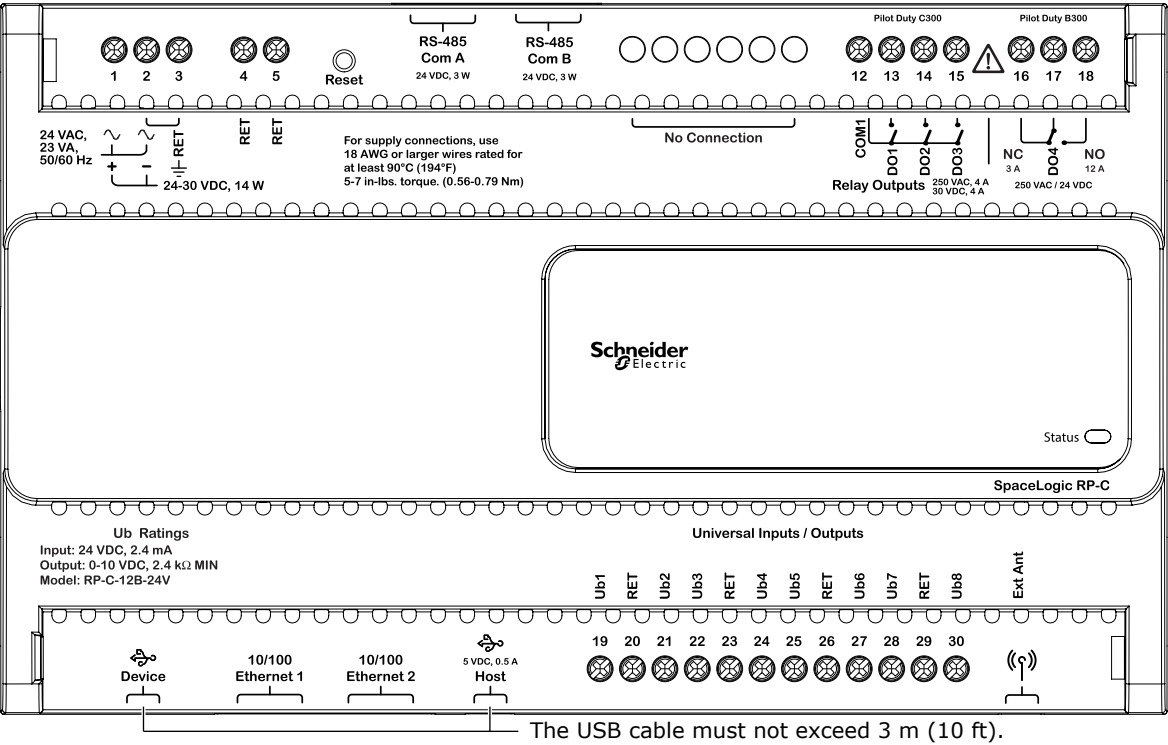 Pilot Duty C300
Pilot Duty B300
RS-485
Com A
24 VDC, 3 W
RS-485
Com B
24 VDC, 3 W
1 2 3 4 5
Reset
12 13 14 15 16 17 18
24 VAC,
23 VA,
50/60 Hz
RET
+ –
24-30 VDC, 14 W
RET
RET
For supply connections, use
18 AWG or larger wires rated for
at least 90°C (194°F)
5-7 in-lbs. torque. (0.56-0.79 Nm)
No Connection
COM1
DO1
DO2
DO3
Relay Outputs
250 VAC, 4 A
30 VDC, 4 A
NC
3 A
DO4
NO
12 A
250 VAC / 24 VDC
Schneider
Electric
Status
SpaceLogic RP-C
Ub Ratings
Input: 24 VDC, 2.4 mA
Output: 0-10 VDC, 2.4 kΩ MIN
Model: RP-C-12B-24V
Universal Inputs / Outputs
Ub1 RET Ub2 Ub3 RET Ub4 Ub5 RET Ub6 Ub7 RET Ub8
Ext Ant
19 20 21 22 23 24 25 26 27 28 29 30
Device
10/100
Ethernet 1
10/100
Ethernet 2
5 VDC, 0.5 A
Host
The USB cable must not exceed 3 m (10 ft).